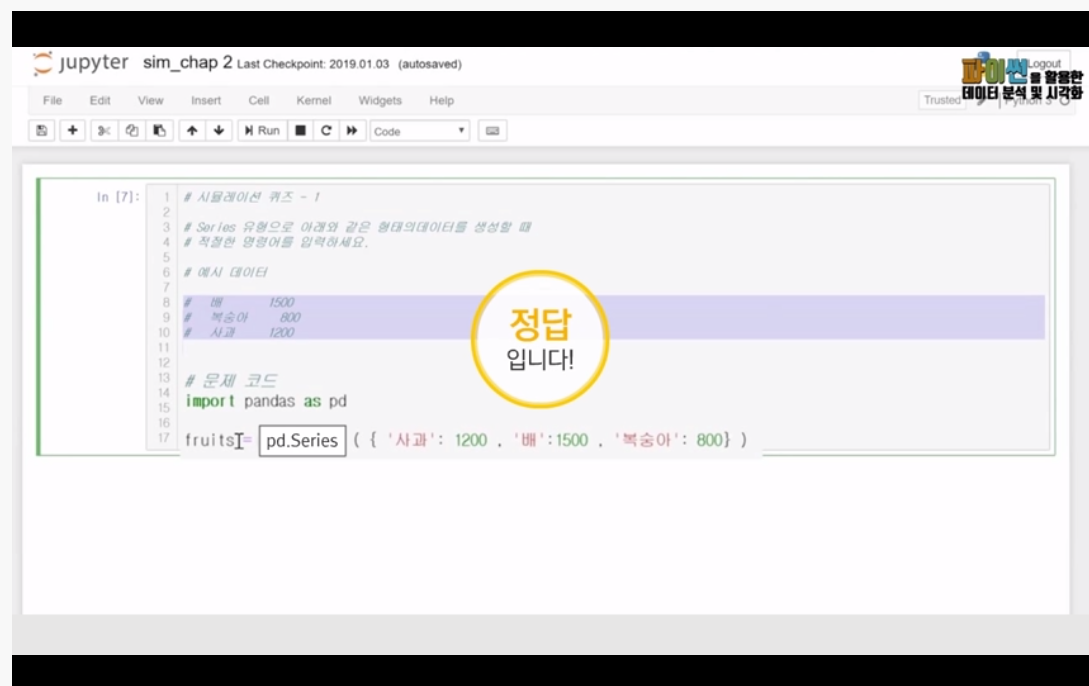 jupyter sim_chap 2 Last Checkpoint: 2019.01.03 (autosaved)
Logout
파이썬을 활용한
데이터 분석 및 시각화
File Edit View Insert Cell Kernel Widgets Help
Trusted Python 3
Run Code
In [7]:
1 # 시뮬레이션 퀴즈 - 1
2
3 # Series 유형으로 아래와 같은 형태의데이터를 생성할 때
4 # 적절한 명령어를 입력하세요.
5
6 # 예시 데이터
7
8 # 배 1500
9 # 복숭아 800
10 # 사과 1200
11
12
13 # 문제 코드
14
15 import pandas as pd
16
17 fruits = pd.Series ( { '사과': 1200 , '배':1500 , '복숭아': 800} )
정답
입니다!